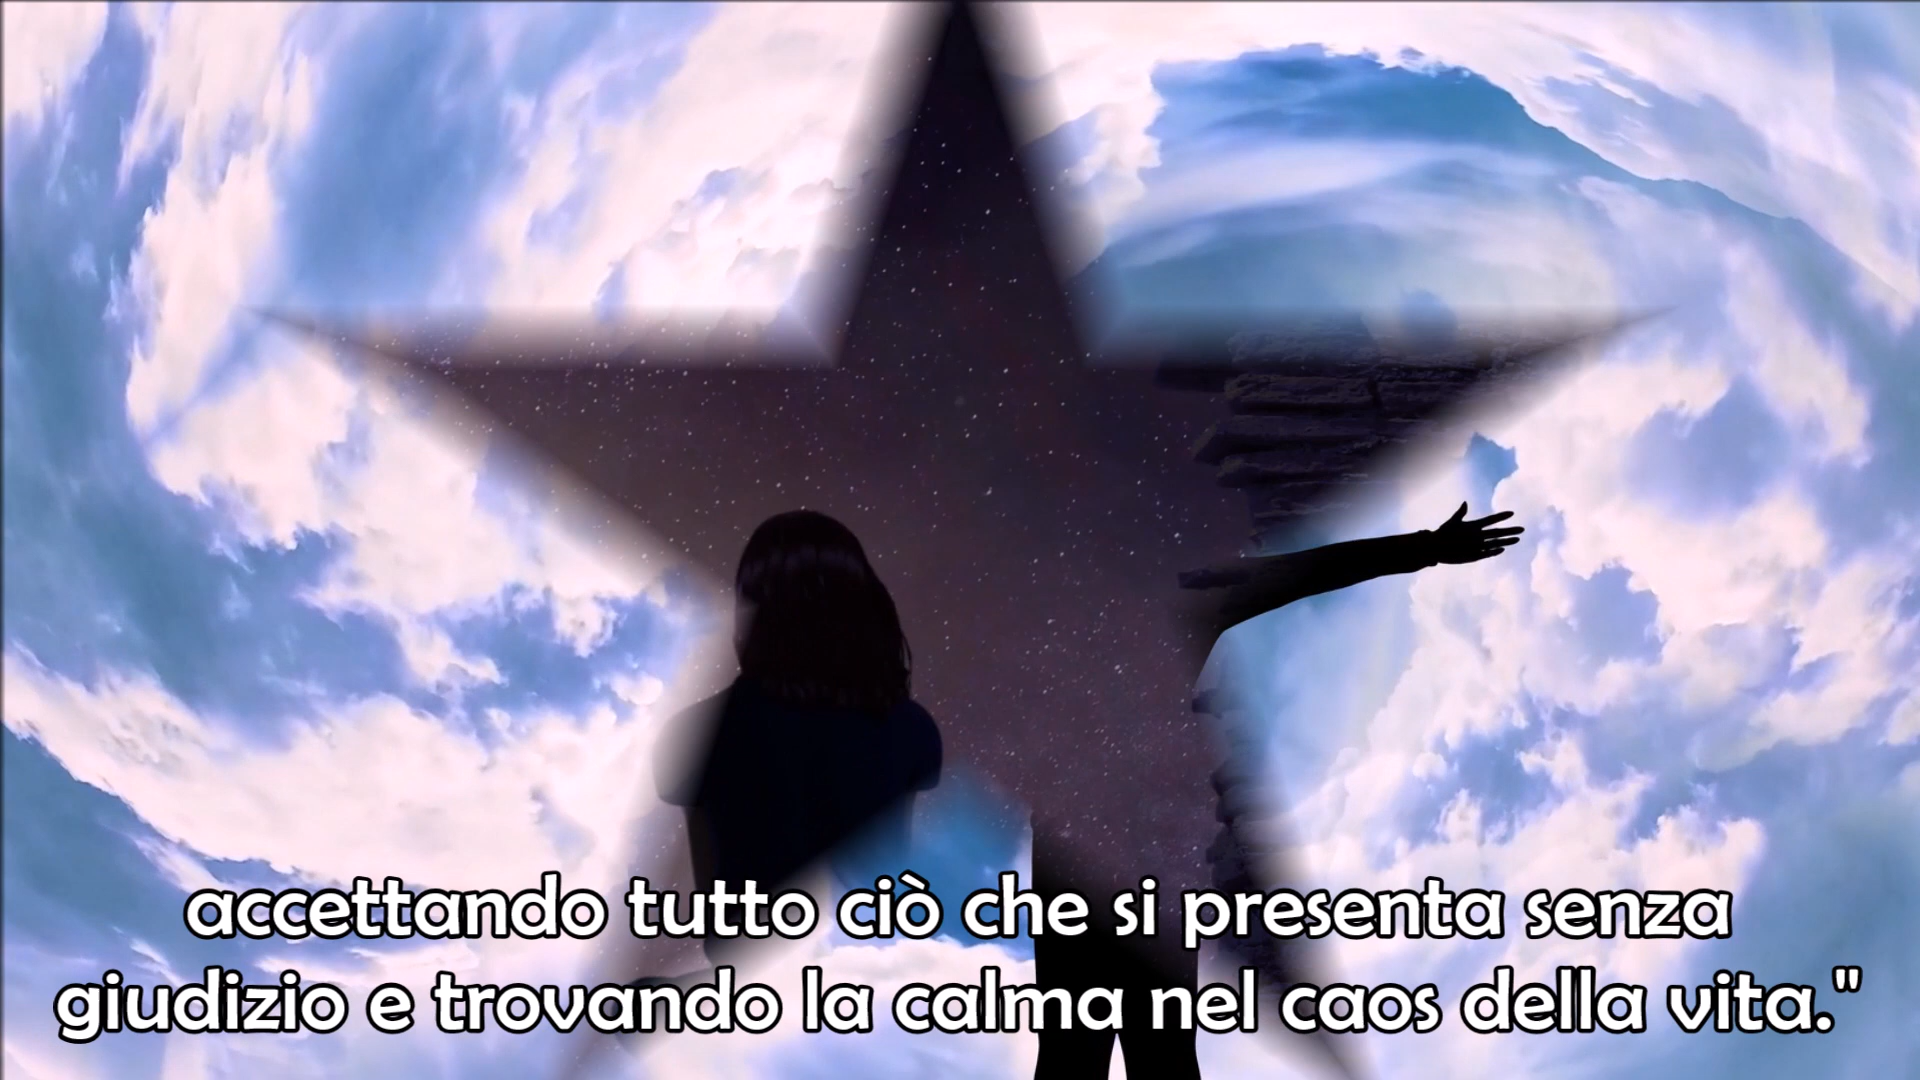 accettando tutto ciò che si presenta senza
giudizio e trovando la calma nel caos della vita."